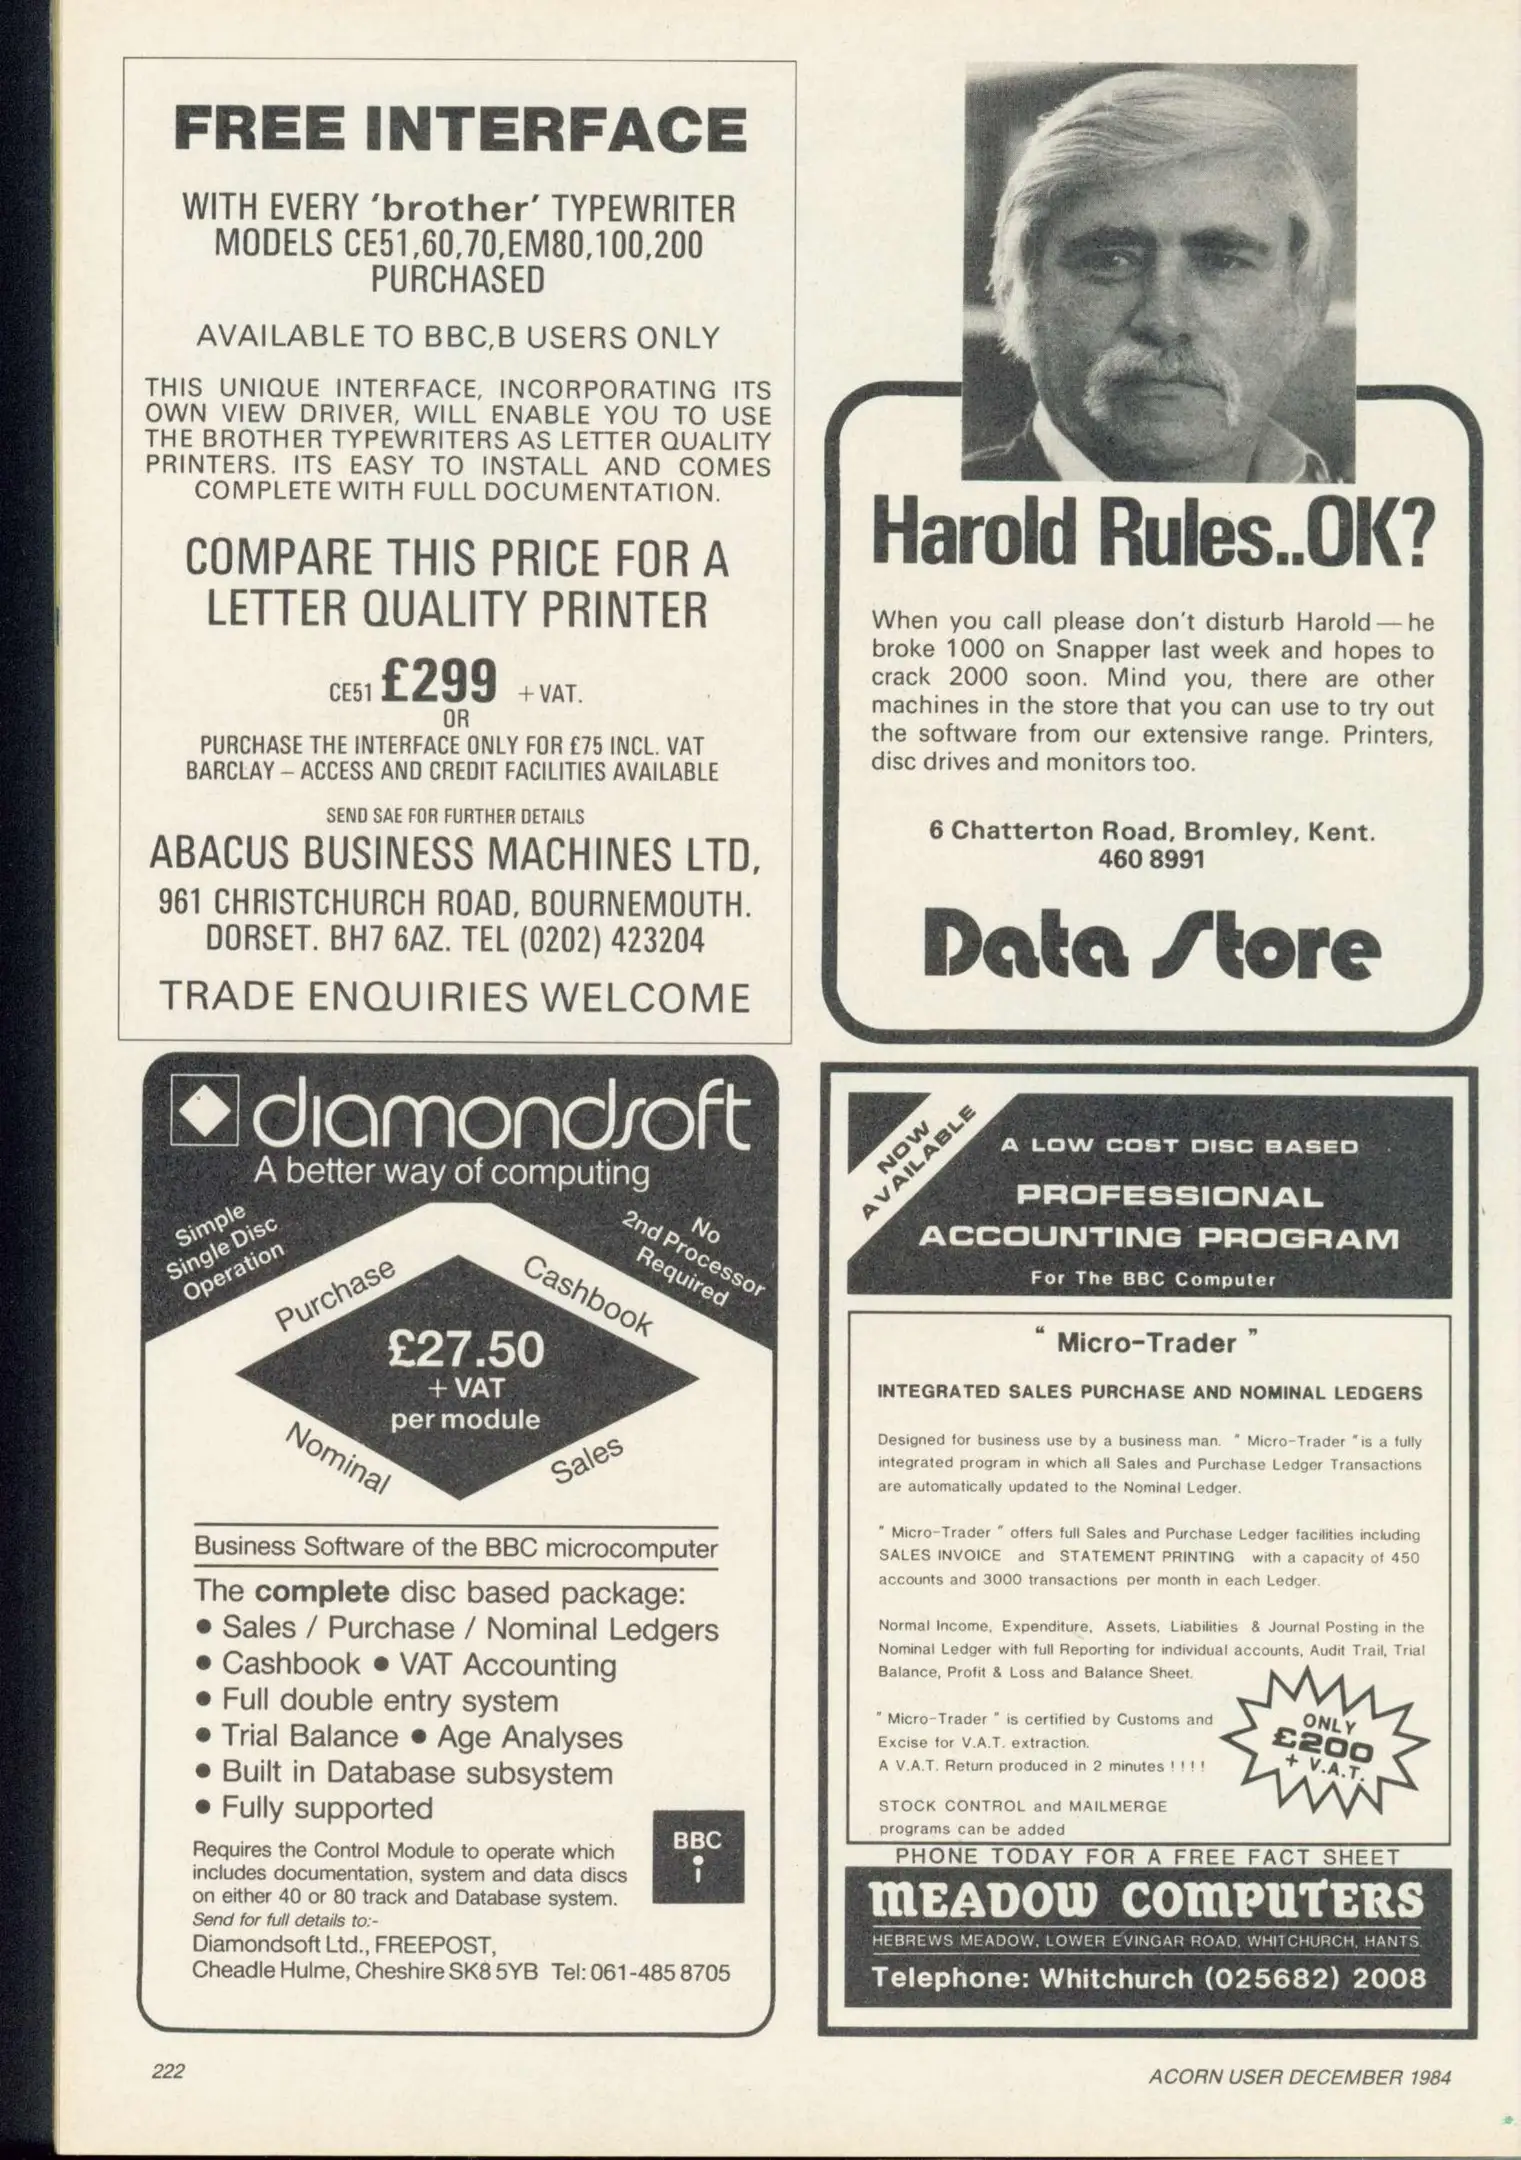 FREE INTERFACE
WITH EVERY 'brother' TYPEWRITER
MODELS CE51,60,70,EM80,100,200
PURCHASED
AVAILABLE TO BBC,B USERS ONLY
THIS UNIQUE INTERFACE, INCORPORATING ITS
OWN VIEW DRIVER, WILL ENABLE YOU TO USE
THE BROTHER TYPEWRITERS AS LETTER QUALITY
PRINTERS. ITS EASY TO INSTALL AND COMES
COMPLETE WITH FULL DOCUMENTATION.
COMPARE THIS PRICE FOR A
LETTER QUALITY PRINTER
CE51 £299 + VAT.
OR
PURCHASE THE INTERFACE ONLY FOR £75 INCL. VAT
BARCLAY – ACCESS AND CREDIT FACILITIES AVAILABLE
SEND SAE FOR FURTHER DETAILS
ABACUS BUSINESS MACHINES LTD,
961 CHRISTCHURCH ROAD, BOURNEMOUTH.
DORSET. BH7 6AZ. TEL (0202) 423204
TRADE ENQUIRIES WELCOME
Harold Rules..OK?
When you call please don't disturb Harold — he
broke 1000 on Snapper last week and hopes to
crack 2000 soon. Mind you, there are other
machines in the store that you can use to try out
the software from our extensive range. Printers,
disc drives and monitors too.
6 Chatterton Road, Bromley, Kent.
460 8991
Data Store
diamondsoft
A better way of computing
Simple
Single Disc
Operation
No
2nd Processor
Required
Purchase
Cashbook
£27.50
+ VAT
per module
Nominal
Sales
Business Software of the BBC microcomputer
The complete disc based package:
• Sales / Purchase / Nominal Ledgers
• Cashbook • VAT Accounting
• Full double entry system
• Trial Balance • Age Analyses
• Built in Database subsystem
• Fully supported
Requires the Control Module to operate which
includes documentation, system and data discs
on either 40 or 80 track and Database system.
Send for full details to:-
Diamondsoft Ltd., FREEPOST,
Cheadle Hulme, Cheshire SK8 5YB Tel: 061-485 8705
BBC
i
NOW
AVAILABLE
A LOW COST DISC BASED
PROFESSIONAL
ACCOUNTING PROGRAM
For The BBC Computer
" Micro-Trader "
INTEGRATED SALES PURCHASE AND NOMINAL LEDGERS
Designed for business use by a business man. " Micro-Trader " is a fully
integrated program in which all Sales and Purchase Ledger Transactions
are automatically updated to the Nominal Ledger.
" Micro-Trader " offers full Sales and Purchase Ledger facilities including
SALES INVOICE and STATEMENT PRINTING with a capacity of 450
accounts and 3000 transactions per month in each Ledger.
Normal Income, Expenditure, Assets, Liabilities & Journal Posting in the
Nominal Ledger with full Reporting for individual accounts, Audit Trail, Trial
Balance, Profit & Loss and Balance Sheet.
" Micro-Trader " is certified by Customs and
Excise for V.A.T. extraction.
A V.A.T. Return produced in 2 minutes ! ! ! !
STOCK CONTROL and MAILMERGE
programs can be added
ONLY
£200
+ V.A.T.
PHONE TODAY FOR A FREE FACT SHEET
MEADOW COMPUTERS
HEBREWS MEADOW, LOWER EVINGAR ROAD, WHITCHURCH, HANTS.
Telephone: Whitchurch (025682) 2008
222
ACORN USER DECEMBER 1984